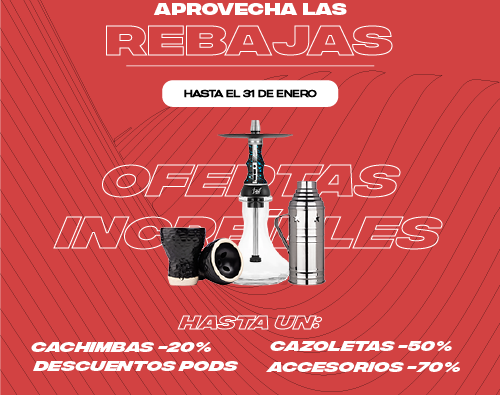 APROVECHA LAS
REBAJAS
HASTA EL 31 DE ENERO
OFERTAS
INCREÍBLES
HASTA UN:
CACHIMBAS -20%
CAZOLETAS -50%
DESCUENTOS PODS
ACCESORIOS -70%